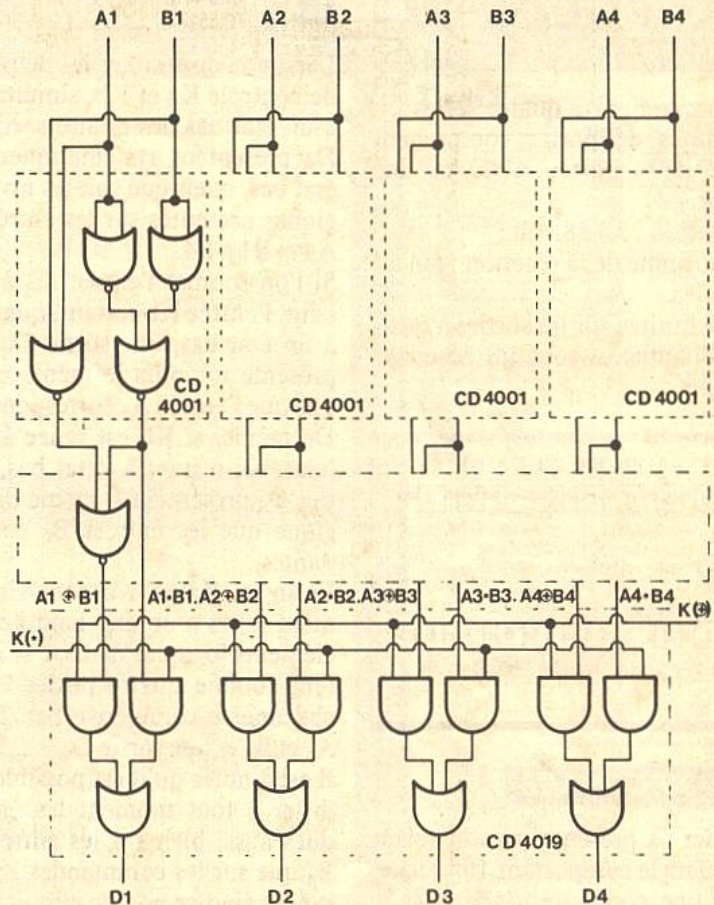 A1 B1 A2 B2 A3 B3 A4 B4
CD
4001
CD 4001
CD 4001
CD 4001
A1 ⊕ B1 A1•B1. A2⊕B2 A2•B2. A3⊕B3 A3•B3. A4⊕B4 A4•B4
K(⊕)
K(•)
CD 4019
D1 D2 D3 D4